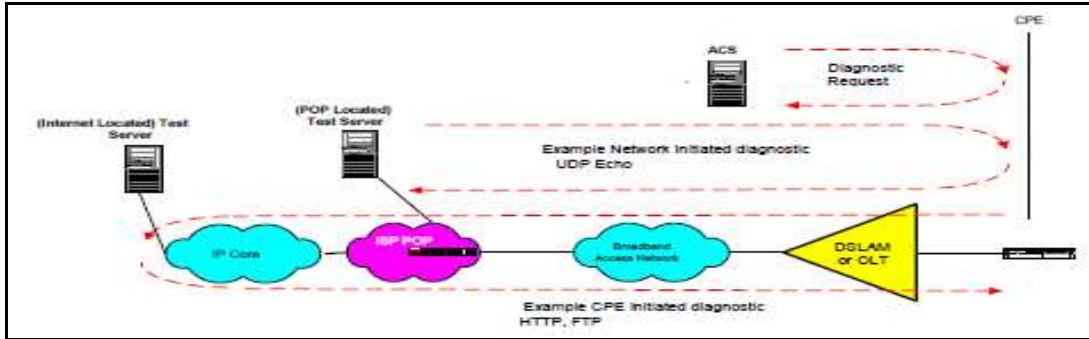 CPE
ACS
Diagnostic
Request
(POP Located)
Test Server
(Internet Located) Test
Server
Example Network Initiated diagnostic
UDP Echo
IP Core
ISP POP
Broadband
Access Network
DSLAM
or OLT
Example CPE Initiated diagnostic
HTTP, FTP